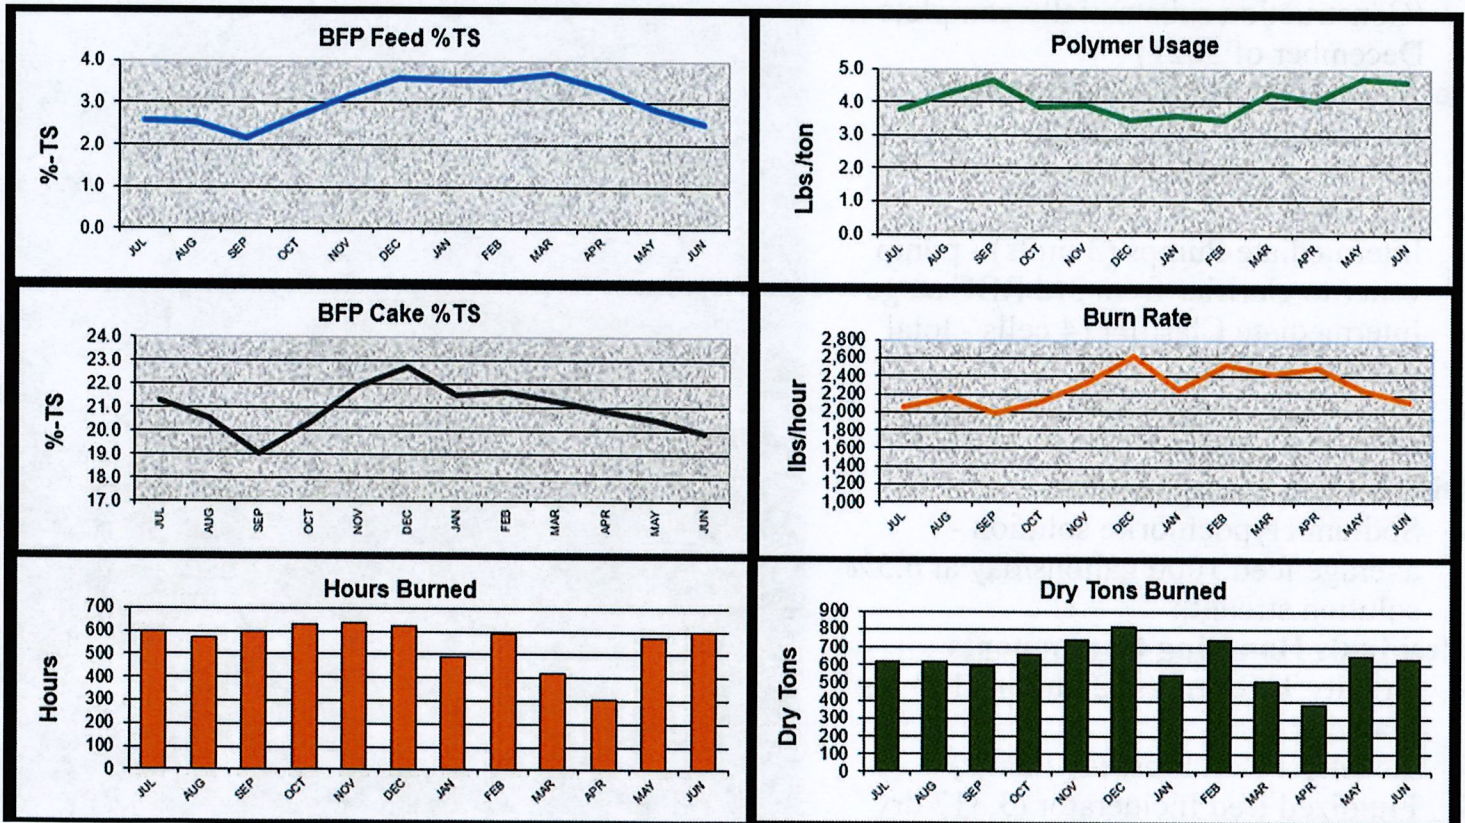 BFP Feed %TS
4.0
3.0
2.0
1.0
0.0
%-TS
JUL AUG SEP OCT NOV DEC JAN FEB MAR APR MAY JUN
Polymer Usage
5.0
4.0
3.0
2.0
1.0
0.0
Lbs./ton
JUL AUG SEP OCT NOV DEC JAN FEB MAR APR MAY JUN
BFP Cake %TS
24.0
23.0
22.0
21.0
20.0
19.0
18.0
17.0
%-TS
JUL AUG SEP OCT NOV DEC JAN FEB MAR APR MAY JUN
Burn Rate
2,800
2,600
2,400
2,200
2,000
1,800
1,600
1,400
1,200
1,000
lbs/hour
JUL AUG SEP OCT NOV DEC JAN FEB MAR APR MAY JUN
Hours Burned
700
600
500
400
300
200
100
0
Hours
JUL AUG SEP OCT NOV DEC JAN FEB MAR APR MAY JUN
Dry Tons Burned
900
800
700
600
500
400
300
200
100
0
Dry Tons
JUL AUG SEP OCT NOV DEC JAN FEB MAR APR MAY JUN